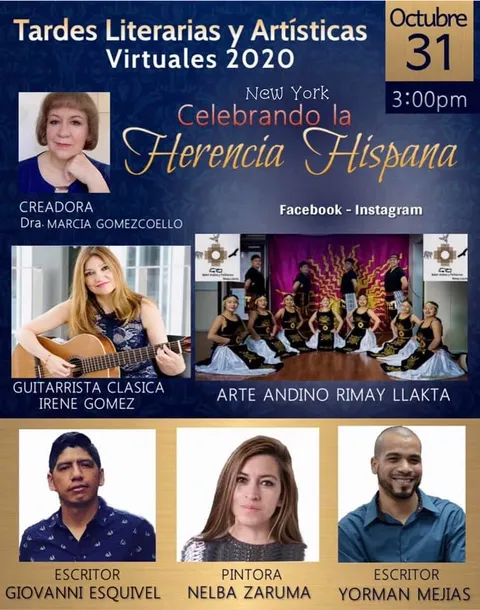 Tardes Literarias y Artísticas
Virtuales 2020
Octubre
31
3:00pm
New York
Celebrando la
Herencia Hispana
Facebook - Instagram
CREADORA
Dra. MARCIA GOMEZCOELLO
GUITARRISTA CLASICA
IRENE GOMEZ
ARTE ANDINO RIMAY LLAKTA
ESCRITOR
GIOVANNI ESQUIVEL
PINTORA
NELBA ZARUMA
ESCRITOR
YORMAN MEJIAS